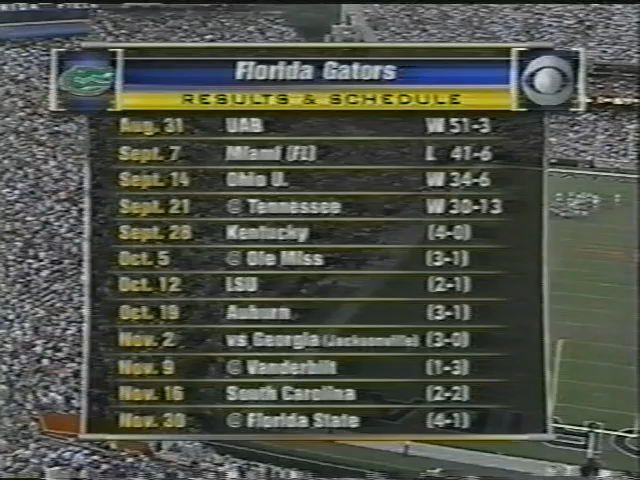 Florida Gators
RESULTS & SCHEDULE
Aug. 31 UAB W 51-3
Sept. 7 Miami (Fl) L 41-6
Sept. 14 Ohio U. W 34-6
Sept. 21 @ Tennessee W 30-13
Sept. 28 Kentucky (4-0)
Oct. 5 @ Ole Miss (3-1)
Oct. 12 LSU (2-1)
Oct. 19 Auburn (3-1)
Nov. 2 vs Georgia (Jacksonville) (3-0)
Nov. 9 @ Vanderbilt (1-3)
Nov. 16 South Carolina (2-2)
Nov. 30 @ Florida State (4-1)